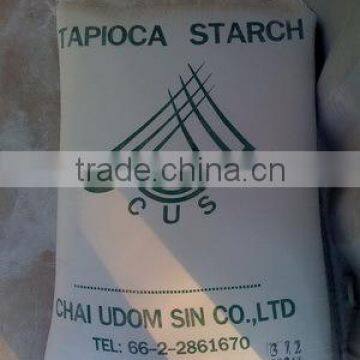 TAPIOCA STARCH
trade.china.cn
CUS
CHAI UDOM SIN CO.,LTD
TEL: 66-2-2861670